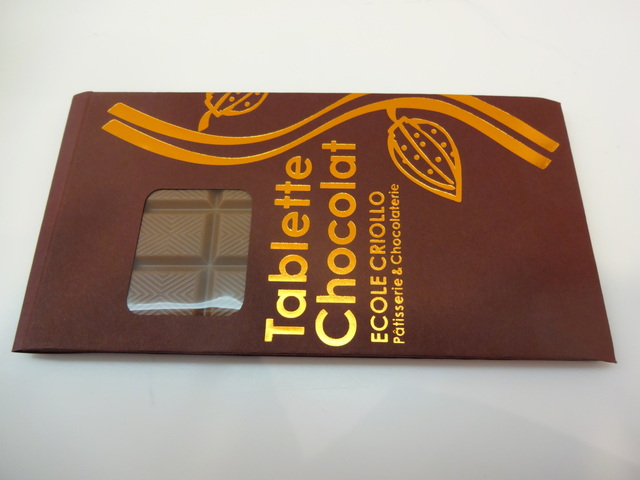 Tablette
Chocolat
ECOLE CRIOLLO
Pâtisserie & Chocolaterie